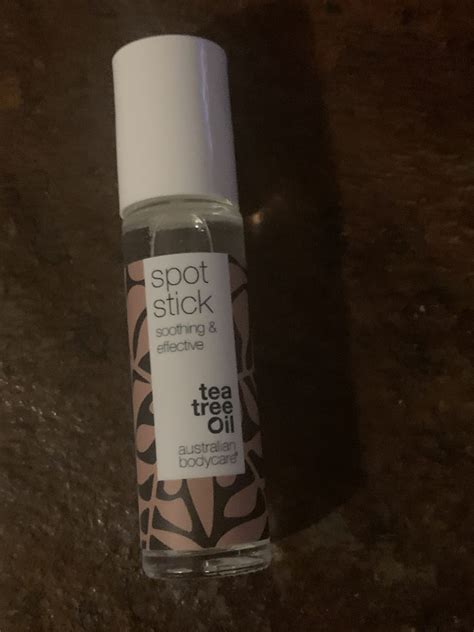 spot
stick
soothing &
effective
tea
tree
Oil
australian
bodycare®